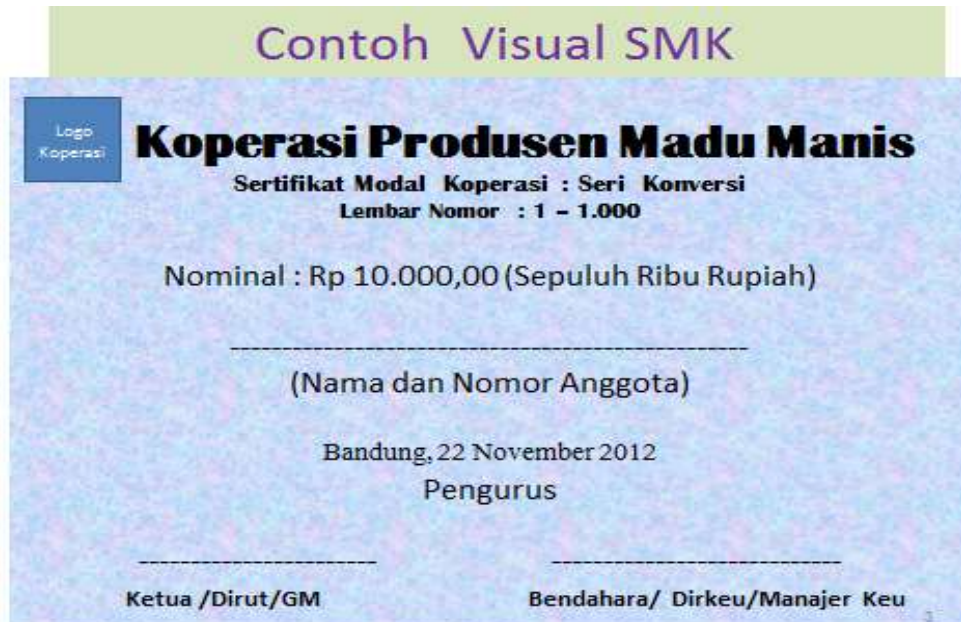 Contoh Visual SMK
Logo
Koperasi
Koperasi Produsen Madu Manis
Sertifikat Modal Koperasi : Seri Konversi
Lembar Nomor : 1 – 1.000
Nominal : Rp 10.000,00 (Sepuluh Ribu Rupiah)
(Nama dan Nomor Anggota)
Bandung, 22 November 2012
Pengurus
Ketua /Dirut/GM
Bendahara/ Dirkeu/Manajer Keu